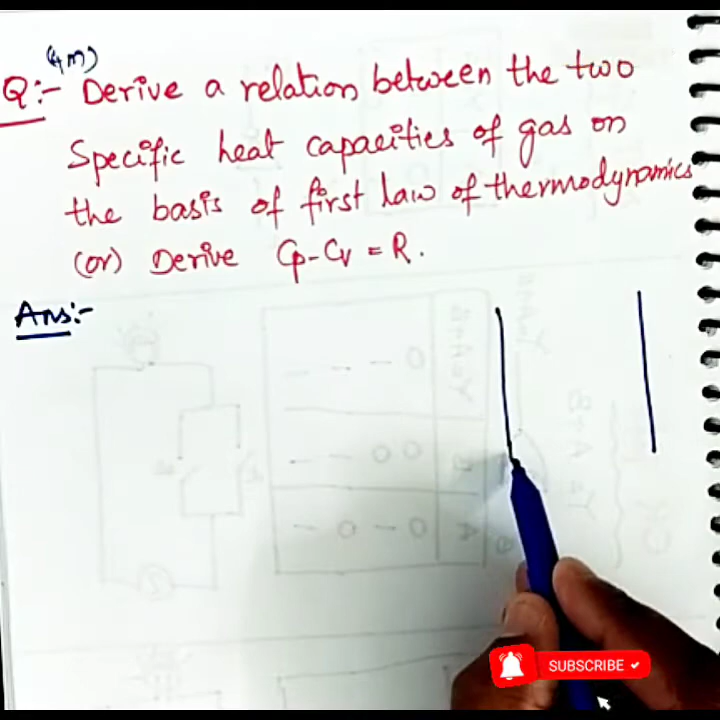 (4m)
Q:- Derive a relation between the two
Specific heat capacities of gas on
the basis of first law of thermodynamics
(or) Derive Cp-Cv = R.
Ans:-
SUBSCRIBE